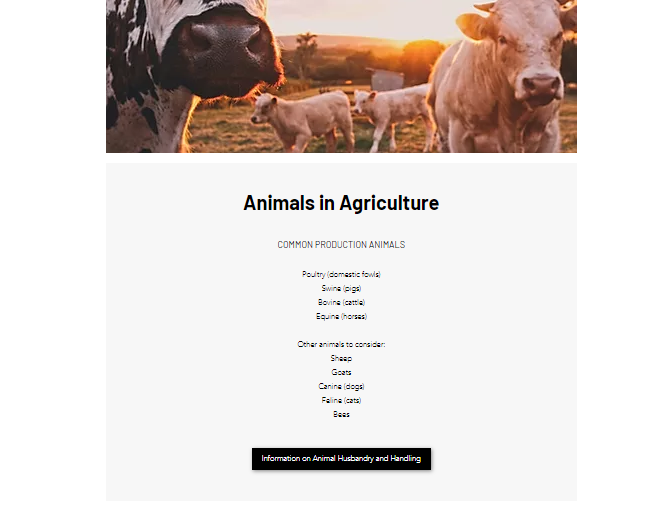 Animals in Agriculture
COMMON PRODUCTION ANIMALS
Poultry (domestic fowls)
Swine (pigs)
Bovine (cattle)
Equine (horses)
Other animals to consider:
Sheep
Goats
Canine (dogs)
Feline (cats)
Bees
Information on Animal Husbandry and Handling